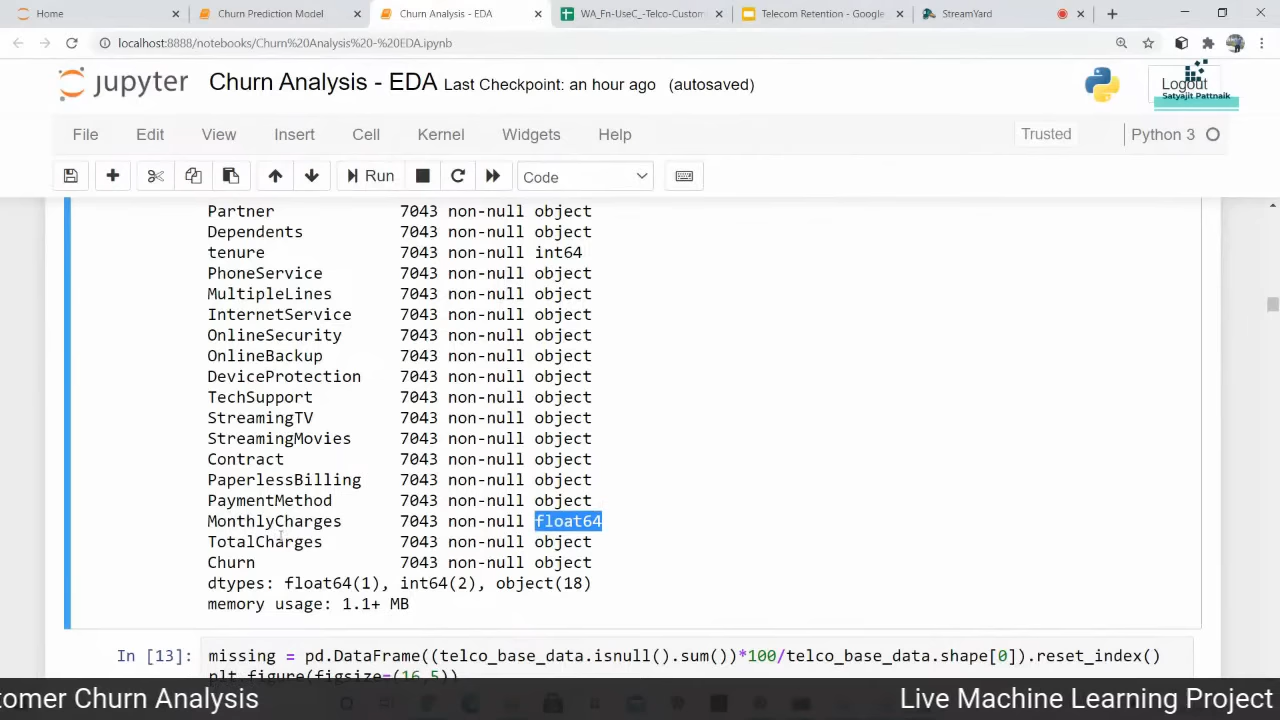 Home
Churn Prediction Model
Churn Analysis - EDA
WA_Fn-UseC_-Telco-Custom
Telecom Retention - Google
StreamYard
localhost:8888/notebooks/Churn%20Analysis%20-%20EDA.ipynb
jupyter Churn Analysis - EDA Last Checkpoint: an hour ago (autosaved)
Logout
Satyajit Pattnaik
File Edit View Insert Cell Kernel Widgets Help Trusted Python 3
Run Code
Partner 7043 non-null object
Dependents 7043 non-null object
tenure 7043 non-null int64
PhoneService 7043 non-null object
MultipleLines 7043 non-null object
InternetService 7043 non-null object
OnlineSecurity 7043 non-null object
OnlineBackup 7043 non-null object
DeviceProtection 7043 non-null object
TechSupport 7043 non-null object
StreamingTV 7043 non-null object
StreamingMovies 7043 non-null object
Contract 7043 non-null object
PaperlessBilling 7043 non-null object
PaymentMethod 7043 non-null object
MonthlyCharges 7043 non-null float64
TotalCharges 7043 non-null object
Churn 7043 non-null object
dtypes: float64(1), int64(2), object(18)
memory usage: 1.1+ MB
In [13]: missing = pd.DataFrame((telco_base_data.isnull().sum())*100/telco_base_data.shape[0]).reset_index()
plt.figure(figsize=(16,5))
tomer Churn Analysis
Live Machine Learning Project